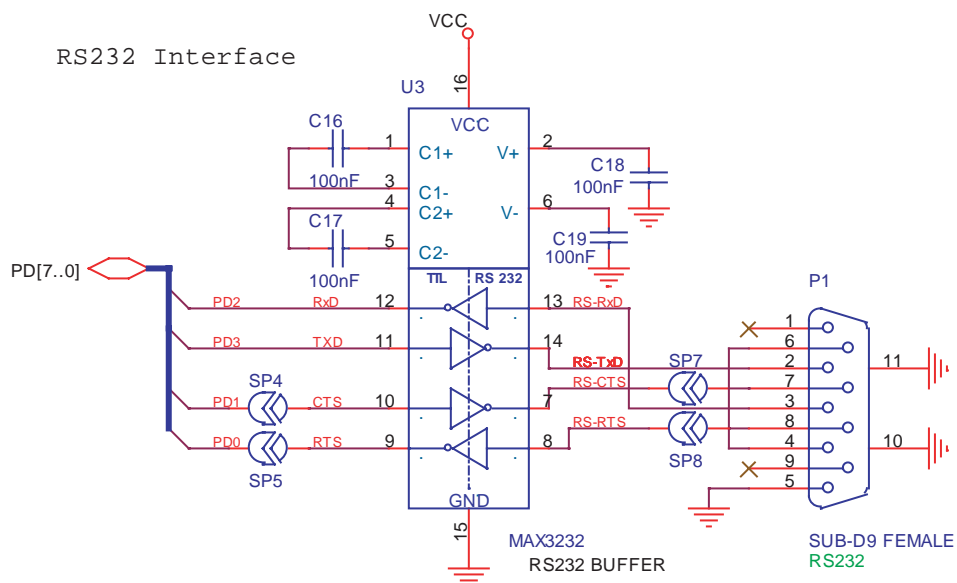 VCC
RS232 Interface
U3
16
VCC
C16
1
C1+
V+
2
C18
100nF
100nF
3
C1-
4
C2+
V-
6
C17
C19
100nF
5
C2-
100nF
PD[7..0]
TTL
RS 232
P1
PD2
RxD
12
13
RS-RxD
1
6
PD3
TXD
11
14
RS-TxD
2
11
SP7
SP4
RS-CTS
7
PD1
CTS
10
7
3
RS-RTS
8
PD0
RTS
9
8
4
10
SP5
SP8
9
5
GND
15
MAX3232
SUB-D9 FEMALE
RS232 BUFFER
RS232